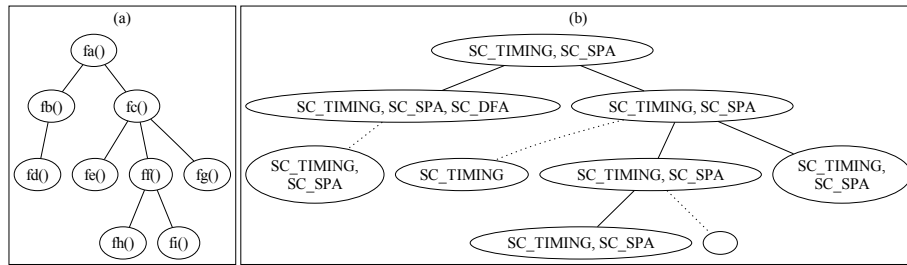 (a)
fa()
fb()
fc()
fd()
fe()
ff()
fg()
fh()
fi()
(b)
SC_TIMING, SC_SPA
SC_TIMING, SC_SPA, SC_DFA
SC_TIMING, SC_SPA
SC_TIMING,
SC_SPA
SC_TIMING
SC_TIMING, SC_SPA
SC_TIMING,
SC_SPA
SC_TIMING, SC_SPA